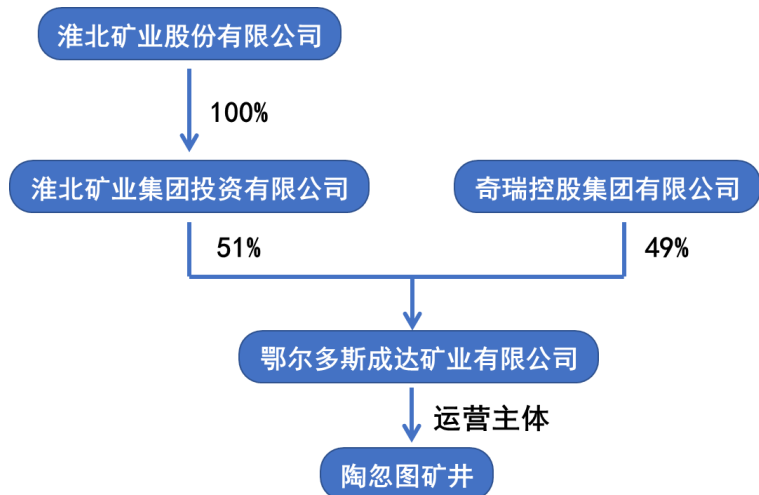 淮北矿业股份有限公司
100%
淮北矿业集团投资有限公司
奇瑞控股集团有限公司
51%
49%
鄂尔多斯成达矿业有限公司
运营主体
陶忽图矿井